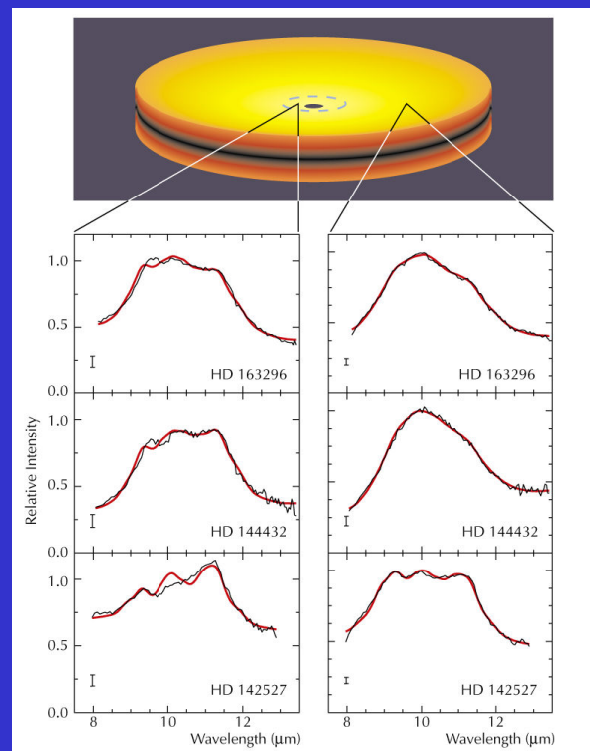 1.0
0.5
0.0
HD 163296
HD 163296
Relative Intensity
1.0
0.5
0.0
HD 144432
HD 144432
1.0
0.5
0.0
HD 142527
HD 142527
8 10 12
8 10 12
Wavelength (μm)
Wavelength (μm)